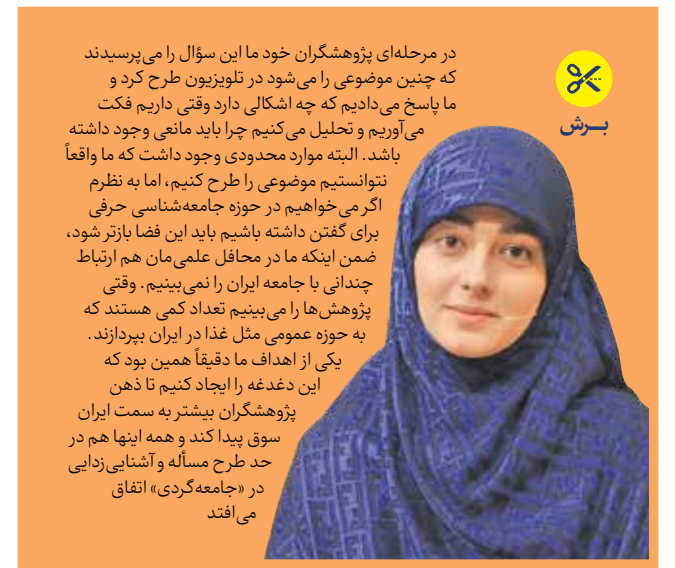 برش
در مرحله‌ای پژوهشگران خود ما این سؤال را می‌پرسیدند
که چنین موضوعی را می‌شود در تلویزیون طرح کرد و
ما پاسخ می‌دادیم که چه اشکالی دارد وقتی داریم فکت
می‌آوریم و تحلیل می‌کنیم چرا باید مانعی وجود داشته
باشد. البته موارد محدودی وجود داشت که ما واقعاً
نتوانستیم موضوعی را طرح کنیم، اما به نظرم
اگر می‌خواهیم در حوزه جامعه‌شناسی حرفی
برای گفتن داشته باشیم باید این فضا بازتر شود،
ضمن اینکه ما در محافل علمی‌مان هم ارتباط
چندانی با جامعه ایران را نمی‌بینیم. وقتی
پژوهش‌ها را می‌بینیم تعداد کمی هستند که
به حوزه عمومی مثل غذا در ایران بپردازند.
یکی از اهداف ما دقیقاً همین بود که
این دغدغه را ایجاد کنیم تا ذهن
پژوهشگران بیشتر به سمت ایران
سوق پیدا کند و همه اینها هم در
حد طرح مسأله و آشنایی‌زدایی
در «جامعه‌گردی» اتفاق
می‌افتد